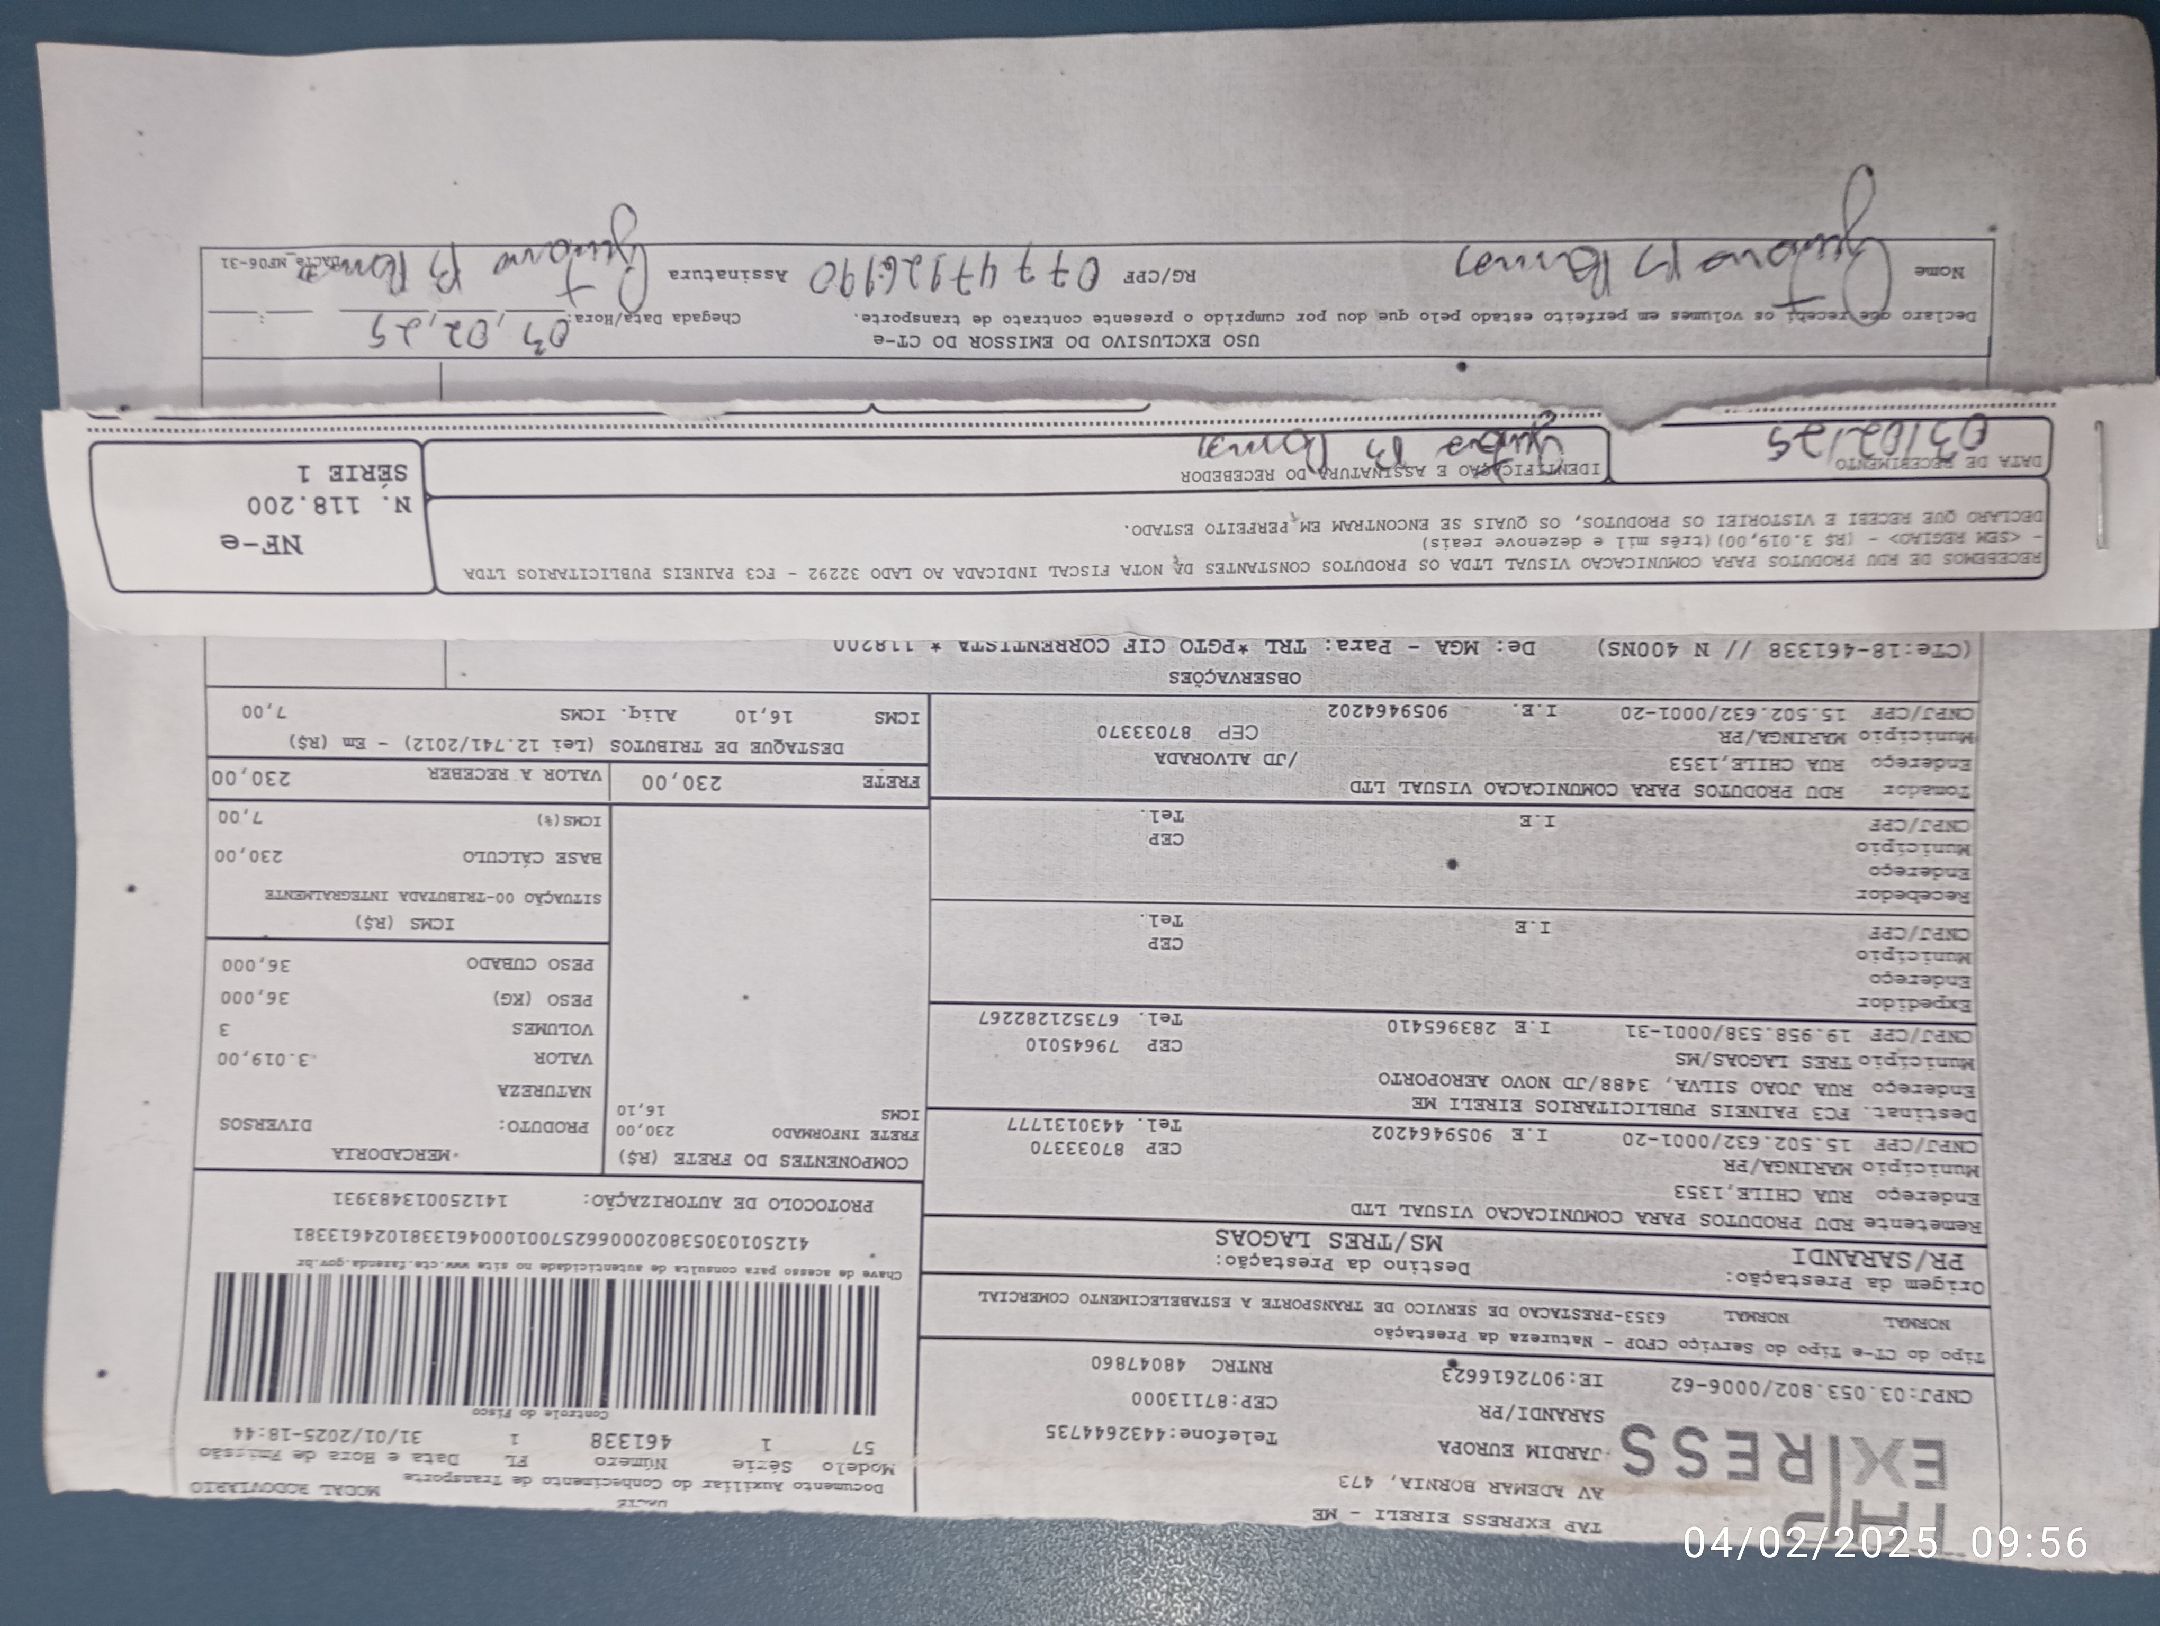 TAP EXPRESS
TAP EXPRESS EIRELI - ME
AV ADEMAR BORNIA, 473
JARDIM EUROPA Telefone:4432644735
SARANDI/PR CEP:87113000
CNPJ:03.053.802/0006-62 IE:9072616623 RNTRC 48047860
DACTE
Documento Auxiliar do Conhecimento de Transporte MODAL RODOVIARIO
Modelo Série Número FL Data e Hora de Emissão
57 1 461338 1 31/01/2025-18:44
Controle do Fisco
Chave de acesso para consulta de autenticidade no site www.cte.fazenda.gov.br
41250103053802000662570010004613381024613381
PROTOCOLO DE AUTORIZAÇÃO: 141250013483931
Tipo do CT-e Tipo do Serviço CFOP - Natureza da Prestação
NORMAL NORMAL 6353-PRESTACAO DE SERVICO DE TRANSPORTE A ESTABELECIMENTO COMERCIAL
Origem da Prestação: Destino da Prestação:
PR/SARANDI MS/TRES LAGOAS
Remetente RDU PRODUTOS PARA COMUNICACAO VISUAL LTD
Endereço RUA CHILE,1353
Município MARINGA/PR CEP 87033370
CNPJ/CPF 15.502.632/0001-20 I.E 9059464202 Tel. 4430131777
Destinat. FC3 PAINEIS PUBLICITARIOS EIRELI ME
Endereço RUA JOAO SILVA, 3488/JD NOVO AEROPORTO
Município TRES LAGOAS/MS CEP 79645010
CNPJ/CPF 19.958.538/0001-31 I.E 283965410 Tel. 673521282267
Expedidor
Endereço
Município CEP
CNPJ/CPF I.E Tel.
Recebedor
Endereço
Município CEP
CNPJ/CPF I.E Tel.
Tomador RDU PRODUTOS PARA COMUNICACAO VISUAL LTD
Endereço RUA CHILE,1353 /JD ALVORADA
Município MARINGA/PR CEP 87033370
CNPJ/CPF 15.502.632/0001-20 I.E. 9059464202
COMPONENTES DO FRETE (R$)
FRETE INFORMADO 230,00
ICMS 16,10
MERCADORIA
PRODUTO: DIVERSOS
NATUREZA
VALOR 3.019,00
VOLUMES 3
PESO (KG) 36,000
PESO CUBADO 36,000
ICMS (R$)
SITUAÇÃO 00-TRIBUTADA INTEGRALMENTE
BASE CÁLCULO 230,00
ICMS(%) 7,00
FRETE 230,00 VALOR A RECEBER 230,00
DESTAQUE DE TRIBUTOS (Lei 12.741/2012) - Em (R$)
ICMS 16,10 Aliq. ICMS 7,00
OBSERVAÇÕES
(CTe:18-461338 // N 400NS) De: MGA - Para: TRL *PGTO CIF CORRENTISTA * 118200
RECEBEMOS DE RDU PRODUTOS PARA COMUNICACAO VISUAL LTDA OS PRODUTOS CONSTANTES DA NOTA FISCAL INDICADA AO LADO 32292 - FC3 PAINEIS PUBLICITARIOS LTDA
- <SEM REGIAO> - (R$ 3.019,00)(três mil e dezenove reais)
DECLARO QUE RECEBI E VISTORIEI OS PRODUTOS, OS QUAIS SE ENCONTRAM EM PERFEITO ESTADO.
NF-e
N. 118.200
SÉRIE 1
DATA DE RECEBIMENTO IDENTIFICAÇÃO E ASSINATURA DO RECEBEDOR
03/02/25 Gustavo B Ramos
USO EXCLUSIVO DO EMISSOR DO CT-e
Declaro que recebi os volumes em perfeito estado pelo que dou por cumprido o presente contrato de transporte. Chegada Data/Hora: 03,02,25
Nome Gustavo B Ramos RG/CPF 07747926190 Assinatura Gustavo B Ramos
DACTe_MF06-31
04/02/2025 09:56